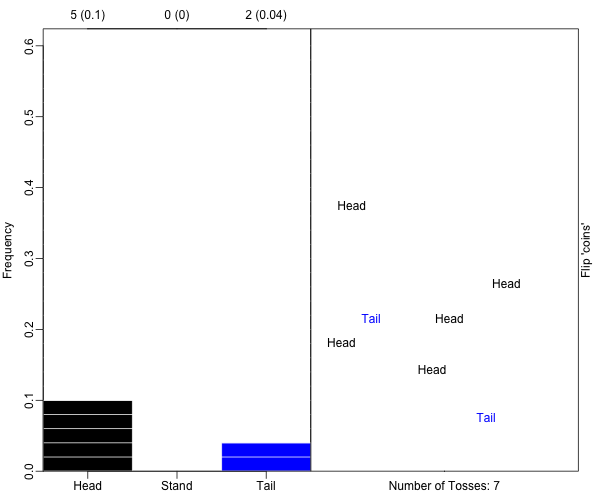 5 (0.1) 0 (0) 2 (0.04)
0.6
0.5
0.4
0.3
0.2
0.1
0.0
Frequency
Head
Head
Tail
Head
Head
Head
Tail
Flip 'coins'
Head Stand Tail
Number of Tosses: 7